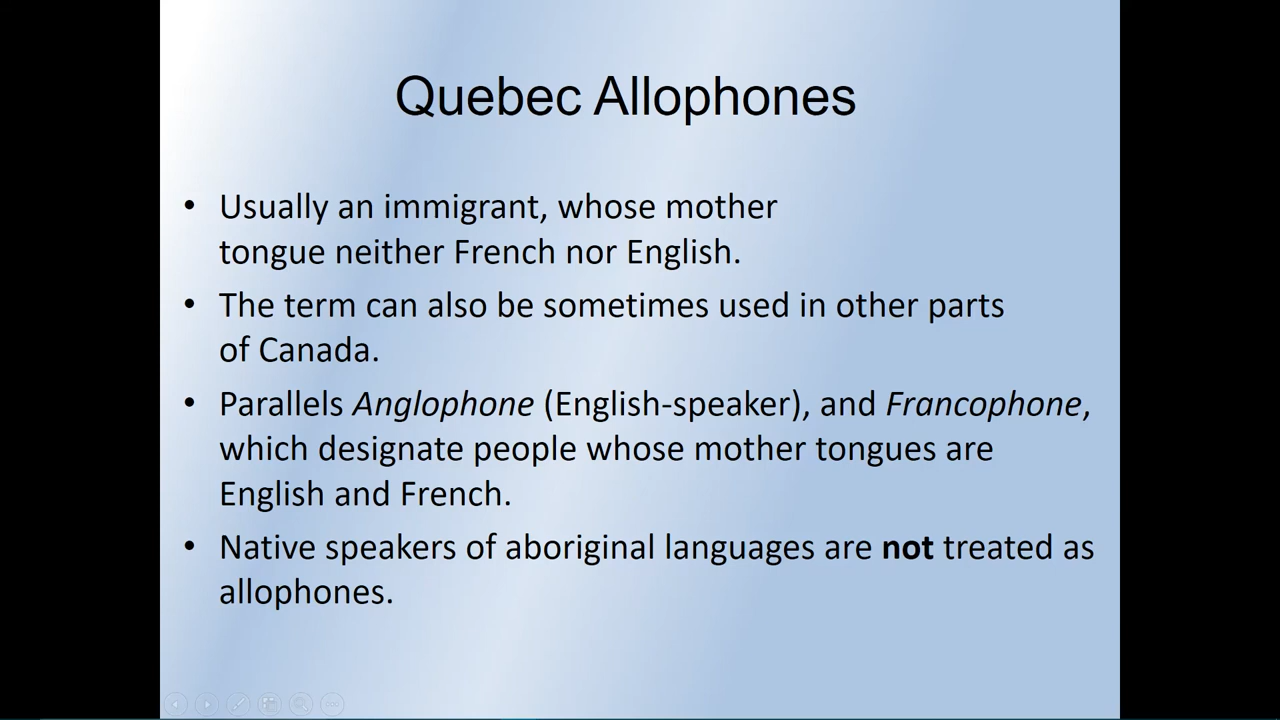 Quebec Allophones
• Usually an immigrant, whose mother
tongue neither French nor English.
• The term can also be sometimes used in other parts
of Canada.
• Parallels Anglophone (English-speaker), and Francophone,
which designate people whose mother tongues are
English and French.
• Native speakers of aboriginal languages are not treated as
allophones.